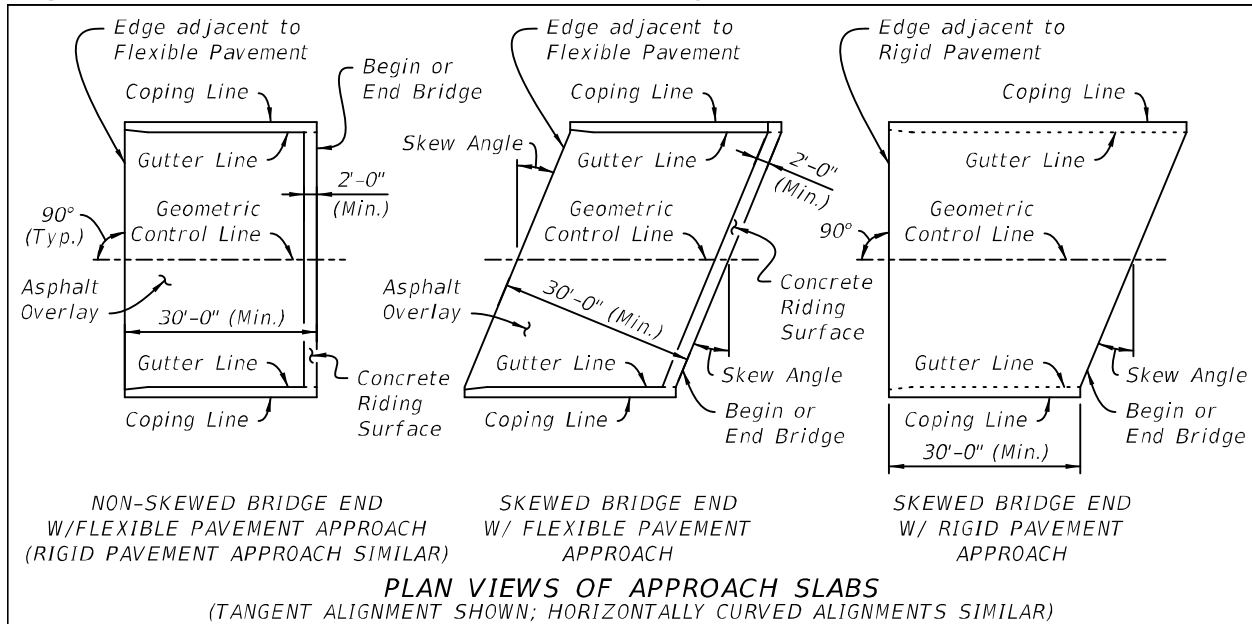 Edge adjacent to
Flexible Pavement
Begin or
End Bridge
Coping Line
Gutter Line
2'-0"
(Min.)
90°
(Typ.)
Geometric
Control Line
Asphalt
Overlay
30'-0" (Min.)
Gutter Line
Concrete
Riding
Surface
Coping Line
NON-SKEWED BRIDGE END
W/FLEXIBLE PAVEMENT APPROACH
(RIGID PAVEMENT APPROACH SIMILAR)
Edge adjacent to
Flexible Pavement
Coping Line
Skew Angle
Gutter Line
2'-0"
(Min.)
Geometric
Control Line
Asphalt
Overlay
30'-0" (Min.)
Concrete
Riding
Surface
Gutter Line
Skew Angle
Coping Line
Begin or
End Bridge
SKEWED BRIDGE END
W/ FLEXIBLE PAVEMENT
APPROACH
Edge adjacent to
Rigid Pavement
Coping Line
Gutter Line
90°
Geometric
Control Line
Gutter Line
Skew Angle
Coping Line
Begin or
End Bridge
30'-0" (Min.)
SKEWED BRIDGE END
W/ RIGID PAVEMENT
APPROACH
PLAN VIEWS OF APPROACH SLABS
(TANGENT ALIGNMENT SHOWN; HORIZONTALLY CURVED ALIGNMENTS SIMILAR)